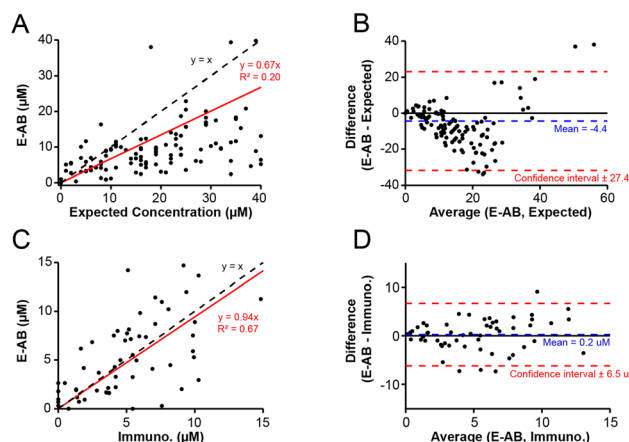 A
40
30
20
10
0
E-AB
(µM)
y = x
y = 0.67x
R² = 0.20
0
10
20
30
40
Expected Concentration (µM)
B
40
20
0
-20
-40
Difference
(E-AB - Expected)
Mean = -4.4
Confidence interval ± 27.4
0
20
40
60
Average (E-AB, Expected)
C
15
10
5
0
E-AB (µM)
y = x
y = 0.94x
R² = 0.67
0
5
10
15
Immuno. (µM)
D
10
0
-10
Difference
(E-AB - Immuno.)
Mean = 0.2 uM
Confidence interval ± 6.5 u
0
5
10
15
Average (E-AB, Immuno.)